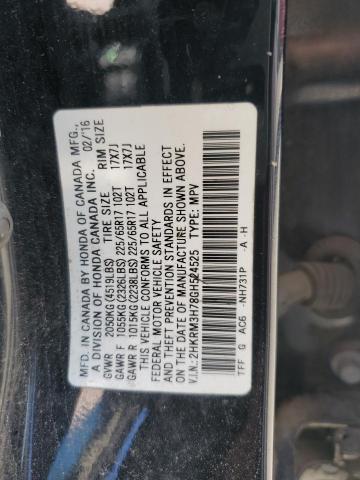 MFD. IN CANADA BY HONDA OF CANADA MFG.,
A DIVISION OF HONDA CANADA INC. 02/'16
GVWR 2050KG(4519LBS) TIRE SIZE RIM SIZE
GAWR F 1055KG(2326LBS) 225/65R17 102T 17X7J
GAWR R 1015KG(2238LBS) 225/65R17 102T 17X7J
THIS VEHICLE CONFORMS TO ALL APPLICABLE
FEDERAL MOTOR VEHICLE SAFETY
AND THEFT PREVENTION STANDARDS IN EFFECT
ON THE DATE OF MANUFACTURE SHOWN ABOVE.
V.I.N.:2HKRM3H78GH524525 TYPE: MPV
TFF G AC6 -NH731P -A -H